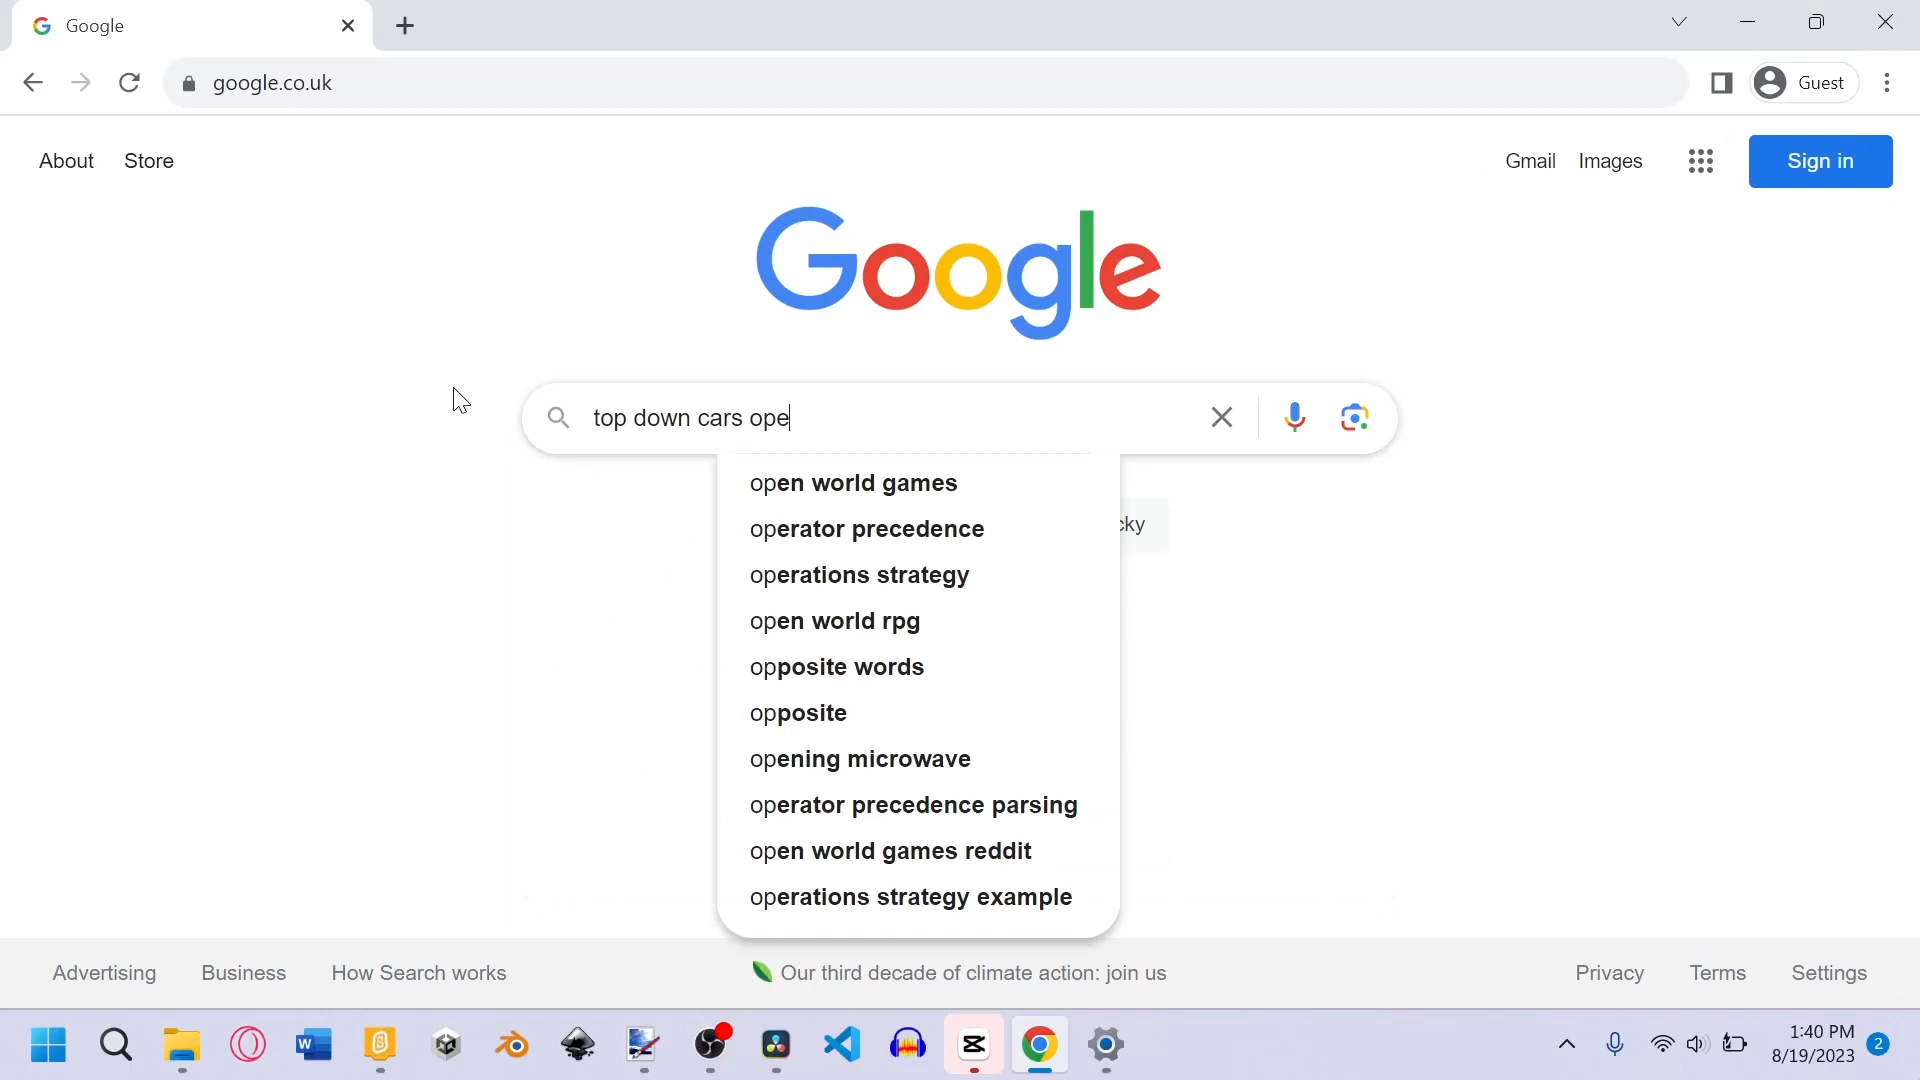 Google
google.co.uk
Guest
About Store
Gmail Images
Sign in
Google
top down cars ope
open world games
operator precedence
cky
operations strategy
open world rpg
opposite words
opposite
opening microwave
operator precedence parsing
open world games reddit
operations strategy example
Advertising Business How Search works
Our third decade of climate action: join us
Privacy Terms Settings
1:40 PM
8/19/2023
2